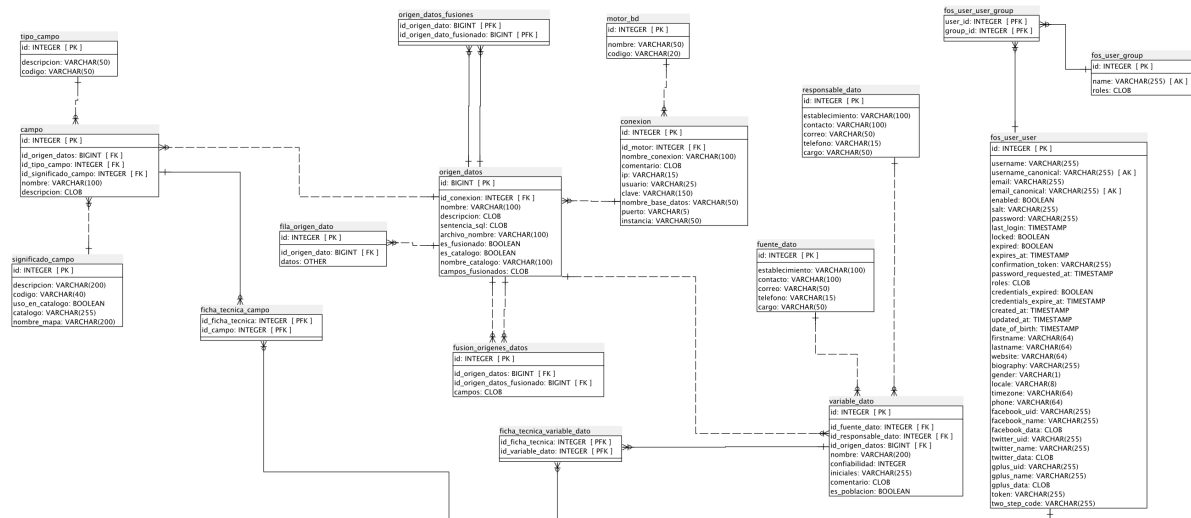 origen_datos_fusiones
id_origen_dato: BIGINT [ PFK ]
id_origen_dato_fusionado: BIGINT [ PFK ]
motor_bd
id: INTEGER [ PK ]
nombre: VARCHAR(50)
codigo: VARCHAR(20)
fos_user_user_group
user_id: INTEGER [ PFK ]
group_id: INTEGER [ PFK ]
tipo_campo
id: INTEGER [ PK ]
descripcion: VARCHAR(50)
codigo: VARCHAR(50)
fos_user_group
id: INTEGER [ PK ]
name: VARCHAR(255) [ AK ]
roles: CLOB
responsable_dato
id: INTEGER [ PK ]
establecimiento: VARCHAR(100)
contacto: VARCHAR(100)
correo: VARCHAR(50)
telefono: VARCHAR(15)
cargo: VARCHAR(50)
campo
id: INTEGER [ PK ]
id_origen_datos: BIGINT [ FK ]
id_tipo_campo: INTEGER [ FK ]
id_significado_campo: INTEGER [ FK ]
nombre: VARCHAR(100)
descripcion: CLOB
conexion
id: INTEGER [ PK ]
id_motor: INTEGER [ FK ]
nombre_conexion: VARCHAR(100)
comentario: CLOB
ip: VARCHAR(15)
usuario: VARCHAR(25)
clave: VARCHAR(150)
nombre_base_datos: VARCHAR(50)
puerto: VARCHAR(5)
instancia: VARCHAR(50)
fos_user_user
id: INTEGER [ PK ]
username: VARCHAR(255)
username_canonical: VARCHAR(255) [ AK ]
email: VARCHAR(255)
email_canonical: VARCHAR(255) [ AK ]
enabled: BOOLEAN
salt: VARCHAR(255)
password: VARCHAR(255)
last_login: TIMESTAMP
locked: BOOLEAN
expired: BOOLEAN
expires_at: TIMESTAMP
confirmation_token: VARCHAR(255)
password_requested_at: TIMESTAMP
roles: CLOB
credentials_expired: BOOLEAN
credentials_expire_at: TIMESTAMP
created_at: TIMESTAMP
updated_at: TIMESTAMP
date_of_birth: TIMESTAMP
firstname: VARCHAR(64)
lastname: VARCHAR(64)
website: VARCHAR(64)
biography: VARCHAR(255)
gender: VARCHAR(1)
locale: VARCHAR(8)
timezone: VARCHAR(64)
phone: VARCHAR(64)
facebook_uid: VARCHAR(255)
facebook_name: VARCHAR(255)
facebook_data: CLOB
twitter_uid: VARCHAR(255)
twitter_name: VARCHAR(255)
twitter_data: CLOB
gplus_uid: VARCHAR(255)
gplus_name: VARCHAR(255)
gplus_data: CLOB
token: VARCHAR(255)
two_step_code: VARCHAR(255)
origen_datos
id: BIGINT [ PK ]
id_conexion: INTEGER [ FK ]
nombre: VARCHAR(100)
descripcion: CLOB
sentencia_sql: CLOB
archivo_nombre: VARCHAR(100)
es_fusionado: BOOLEAN
es_catalogo: BOOLEAN
nombre_catalogo: VARCHAR(100)
campos_fusionados: CLOB
fila_origen_dato
id: INTEGER [ PK ]
id_origen_dato: BIGINT [ FK ]
datos: OTHER
fuente_dato
id: INTEGER [ PK ]
establecimiento: VARCHAR(100)
contacto: VARCHAR(100)
correo: VARCHAR(50)
telefono: VARCHAR(15)
cargo: VARCHAR(50)
significado_campo
id: INTEGER [ PK ]
descripcion: VARCHAR(200)
codigo: VARCHAR(40)
uso_en_catalogo: BOOLEAN
catalogo: VARCHAR(255)
nombre_mapa: VARCHAR(200)
ficha_tecnica_campo
id_ficha_tecnica: INTEGER [ PFK ]
id_campo: INTEGER [ PFK ]
fusion_origenes_datos
id: INTEGER [ PK ]
id_origen_datos: BIGINT [ FK ]
id_origen_datos_fusionado: BIGINT [ FK ]
campos: CLOB
variable_dato
id: INTEGER [ PK ]
id_fuente_dato: INTEGER [ FK ]
id_responsable_dato: INTEGER [ FK ]
id_origen_datos: BIGINT [ FK ]
nombre: VARCHAR(200)
confiabilidad: INTEGER
iniciales: VARCHAR(255)
comentario: CLOB
es_poblacion: BOOLEAN
ficha_tecnica_variable_dato
id_ficha_tecnica: INTEGER [ PFK ]
id_variable_dato: INTEGER [ PFK ]